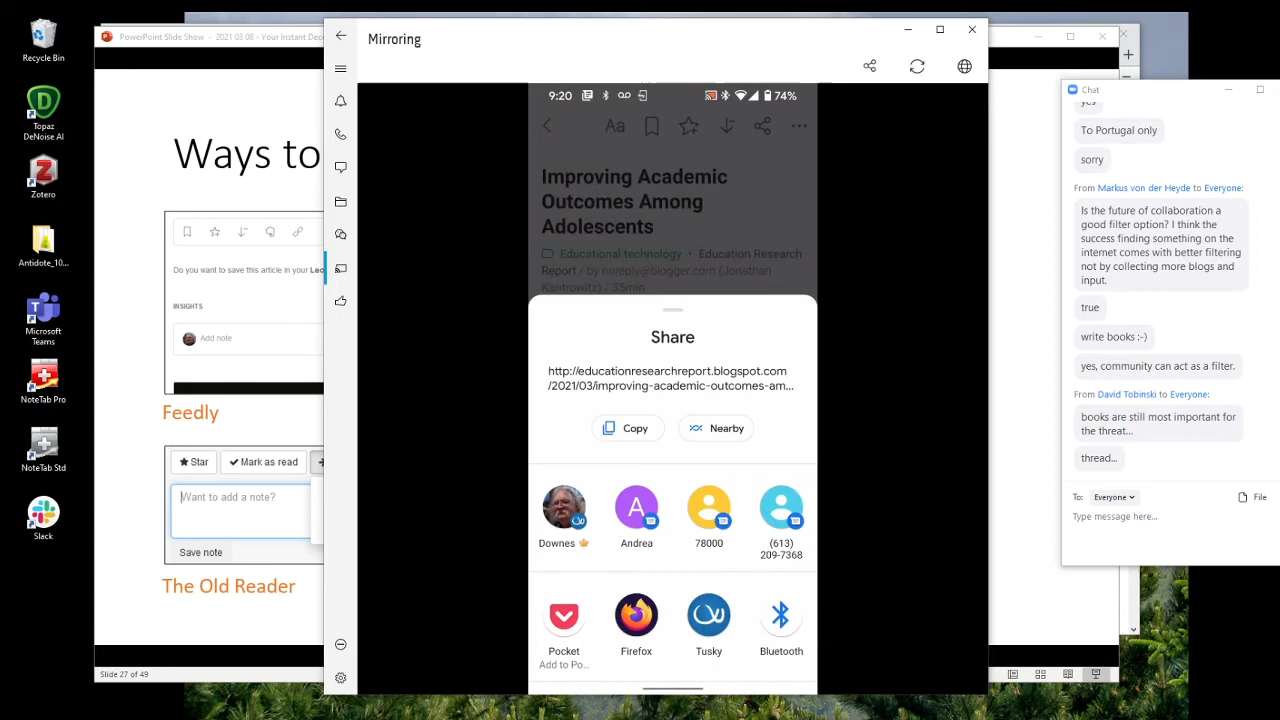 Recycle Bin
Topaz
DeNoise AI
Zotero
Antidote_10...
Microsoft
Teams
NoteTab Pro
NoteTab Std
Slack
PowerPoint Slide Show - 2021 03 08 - Your Instant Dec
Ways to
Do you want to save this article in your Leo
INSIGHTS
Add note
Feedly
Star
Mark as read
Want to add a note?
Save note
The Old Reader
Slide 27 of 49
Mirroring
9:20
74%
Aa
Improving Academic
Outcomes Among
Adolescents
Educational technology • Education Research
Report / by noreply@blogger.com (Jonathan
Kantrowitz) / 35min
Share
http://educationresearchreport.blogspot.com
/2021/03/improving-academic-outcomes-am...
Copy
Nearby
A
Downes
Andrea
78000
(613)
209-7368
Pocket
Add to Po...
Firefox
Tusky
Bluetooth
Chat
yes
To Portugal only
sorry
From Markus von der Heyde to Everyone:
Is the future of collaboration a
good filter option? I think the
success finding something on the
internet comes with better filtering
not by collecting more blogs and
input.
true
write books :-)
yes, community can act as a filter.
From David Tobinski to Everyone:
books are still most important for
the threat...
thread...
To:
Everyone
File
Type message here...